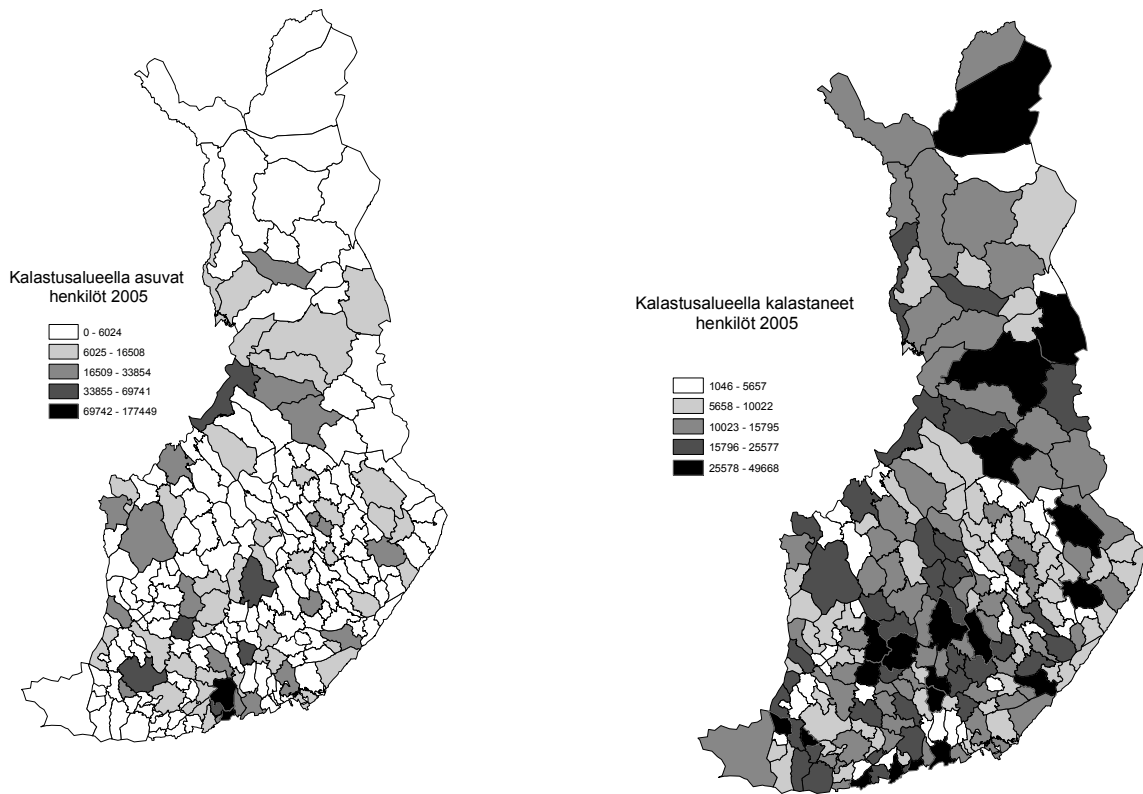 Kalastusalueella asuvat
henkilöt 2005
0 - 6024
6025 - 16508
16509 - 33854
33855 - 69741
69742 - 177449
Kalastusalueella kalastaneet
henkilöt 2005
1046 - 5657
5658 - 10022
10023 - 15795
15796 - 25577
25578 - 49668